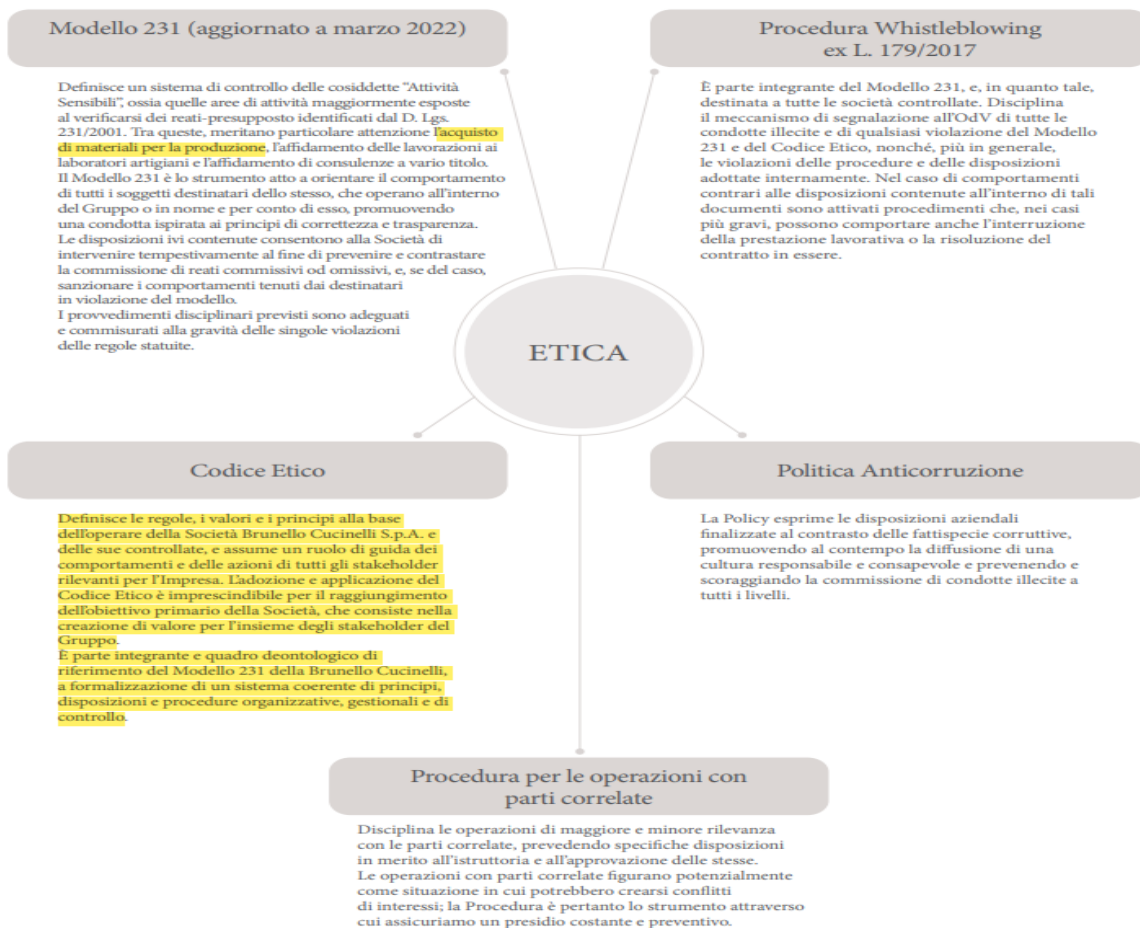 Modello 231 (aggiornato a marzo 2022)
Definisce un sistema di controllo delle cosiddette "Attività
Sensibili", ossia quelle aree di attività maggiormente esposte
al verificarsi dei reati-presupposto identificati dal D. Lgs.
231/2001. Tra queste, meritano particolare attenzione l'acquisto
di materiali per la produzione, l'affidamento delle lavorazioni ai
laboratori artigiani e l'affidamento di consulenze a vario titolo.
Il Modello 231 è lo strumento atto a orientare il comportamento
di tutti i soggetti destinatari dello stesso, che operano all'interno
del Gruppo o in nome e per conto di esso, promuovendo
una condotta ispirata ai principi di correttezza e trasparenza.
Le disposizioni ivi contenute consentono alla Società di
intervenire tempestivamente al fine di prevenire e contrastare
la commissione di reati commissivi od omissivi, e, se del caso,
sanzionare i comportamenti tenuti dai destinatari
in violazione del modello.
I provvedimenti disciplinari previsti sono adeguati
e commisurati alla gravità delle singole violazioni
delle regole statuite.
Procedura Whistleblowing
ex L. 179/2017
È parte integrante del Modello 231, e, in quanto tale,
destinata a tutte le società controllate. Disciplina
il meccanismo di segnalazione all'OdV di tutte le
condotte illecite e di qualsiasi violazione del Modello
231 e del Codice Etico, nonché, più in generale,
le violazioni delle procedure e delle disposizioni
adottate internamente. Nel caso di comportamenti
contrari alle disposizioni contenute all'interno di tali
documenti sono attivati procedimenti che, nei casi
più gravi, possono comportare anche l'interruzione
della prestazione lavorativa o la risoluzione del
contratto in essere.
ETICA
Codice Etico
Definisce le regole, i valori e i principi alla base
dell'operare della Società Brunello Cucinelli S.p.A. e
delle sue controllate, e assume un ruolo di guida dei
comportamenti e delle azioni di tutti gli stakeholder
rilevanti per l'Impresa. L'adozione e applicazione del
Codice Etico è imprescindibile per il raggiungimento
dell'obiettivo primario della Società, che consiste nella
creazione di valore per l'insieme degli stakeholder del
Gruppo.
È parte integrante e quadro deontologico di
riferimento del Modello 231 della Brunello Cucinelli,
a formalizzazione di un sistema coerente di principi,
disposizioni e procedure organizzative, gestionali e di
controllo.
Politica Anticorruzione
La Policy esprime le disposizioni aziendali
finalizzate al contrasto delle fattispecie corruttive,
promuovendo al contempo la diffusione di una
cultura responsabile e consapevole e prevenendo e
scoraggiando la commissione di condotte illecite a
tutti i livelli.
Procedura per le operazioni con
parti correlate
Disciplina le operazioni di maggiore e minore rilevanza
con le parti correlate, prevedendo specifiche disposizioni
in merito all'istruttoria e all'approvazione delle stesse.
Le operazioni con parti correlate figurano potenzialmente
come situazione in cui potrebbero crearsi conflitti
di interessi; la Procedura è pertanto lo strumento attraverso
cui assicuriamo un presidio costante e preventivo.